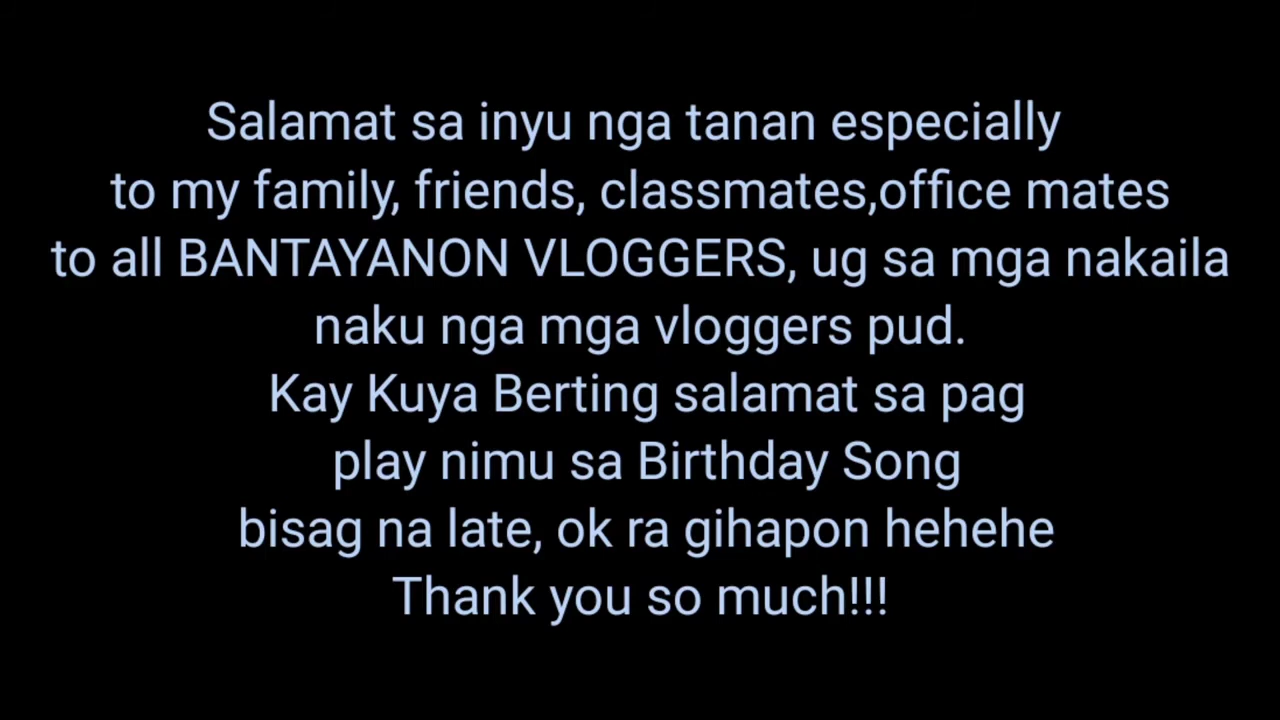 Salamat sa inyu nga tanan especially
to my family, friends, classmates,office mates
to all BANTAYANON VLOGGERS, ug sa mga nakaila
naku nga mga vloggers pud.
Kay Kuya Berting salamat sa pag
play nimu sa Birthday Song
bisag na late, ok ra gihapon hehehe
Thank you so much!!!